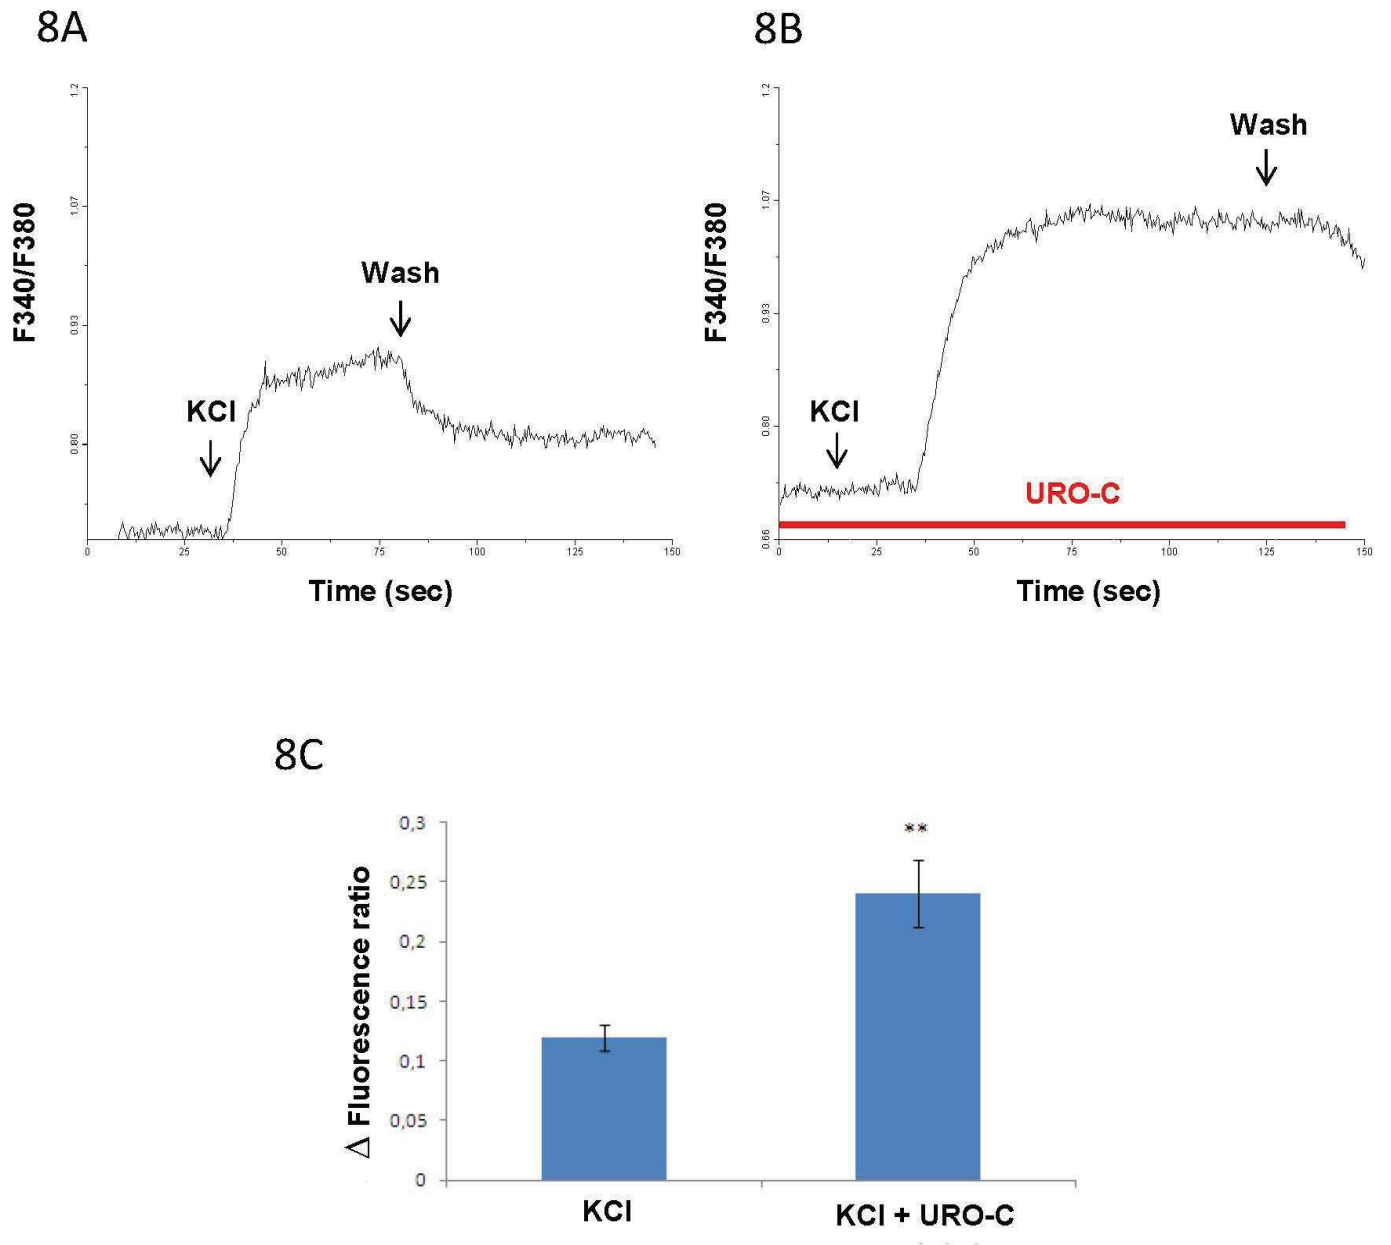 8A
1.2
1.07
0.93
0.80
F340/F380
KCl
Wash
0 25 50 75 100 125 150
Time (sec)
8B
1.2
1.07
0.93
0.80
0.66
F340/F380
KCl
Wash
URO-C
0 25 50 75 100 125 150
Time (sec)
8C
0,3
0,25
0,2
0,15
0,1
0,05
0
Δ Fluorescence ratio
**
KCl
KCl + URO-C